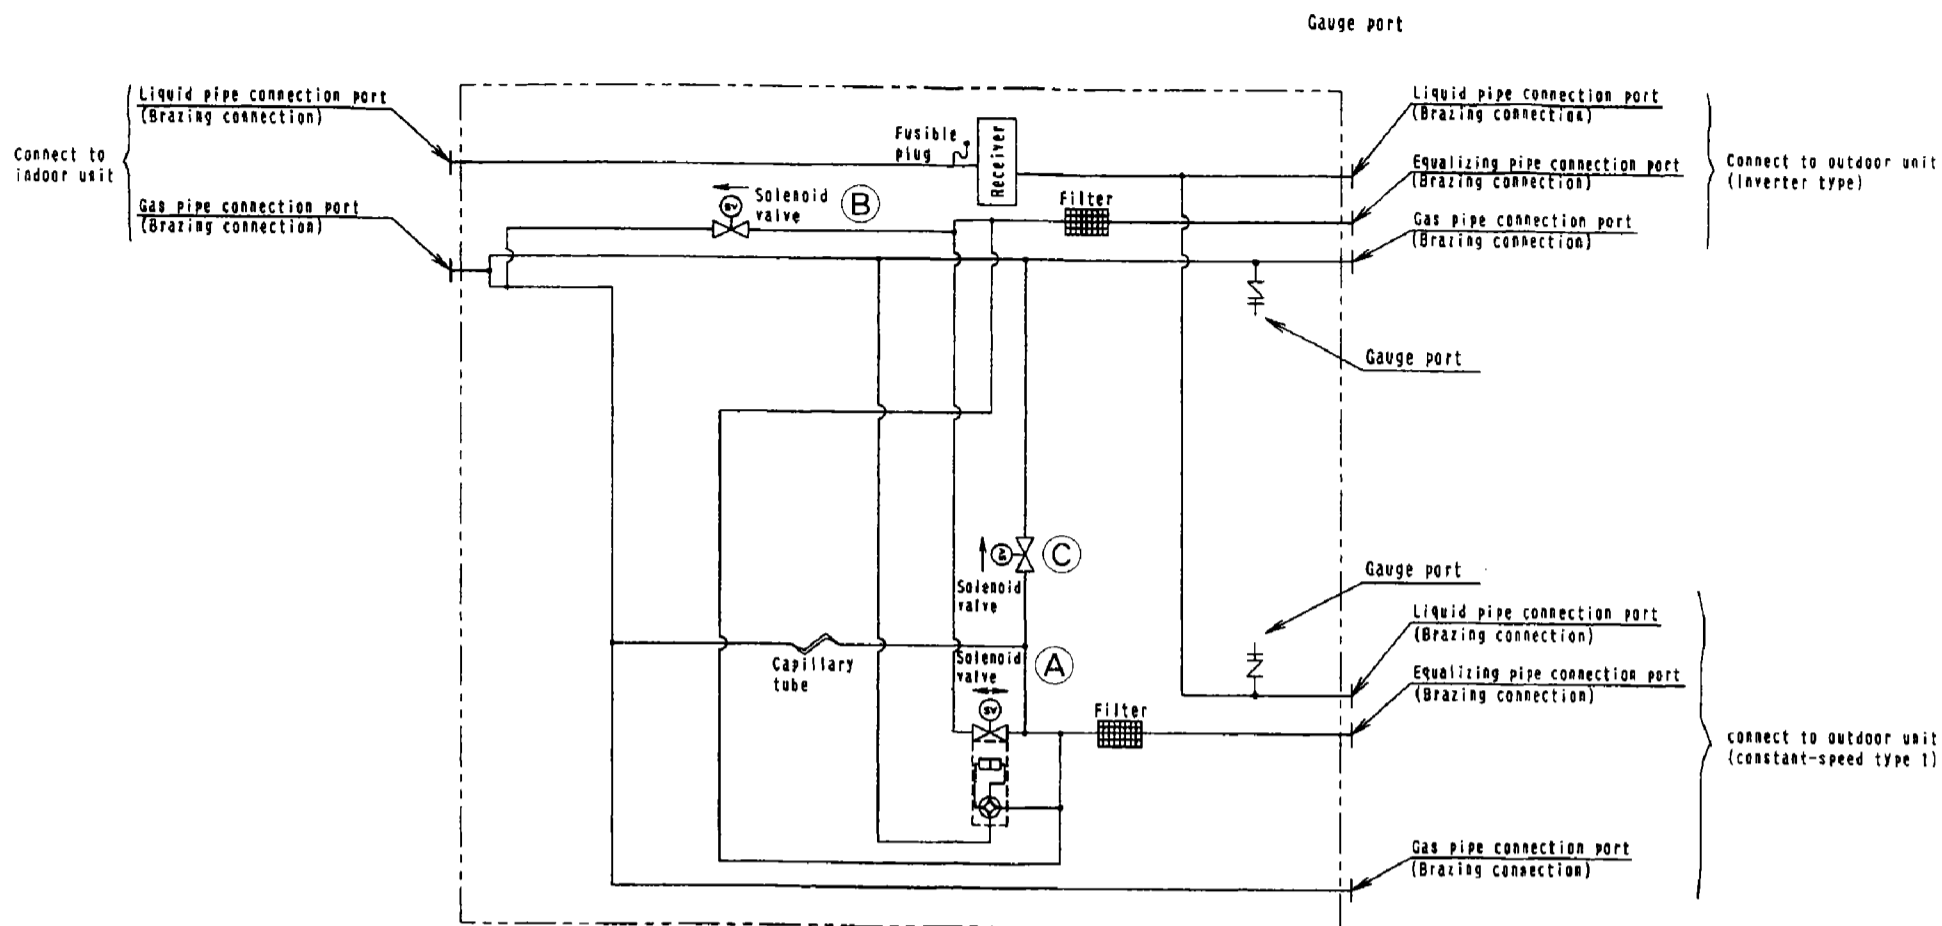 Gauge port
Liquid pipe connection port
(Brazing connection)
Connect to
indoor unit
Gas pipe connection port
(Brazing connection)
Fusible
plug
Receiver
Solenoid
valve
SV
B
Filter
Liquid pipe connection port
(Brazing connection)
Equalizing pipe connection port
(Brazing connection)
Gas pipe connection port
(Brazing connection)
Connect to outdoor unit
(Inverter type)
Gauge port
SV
C
Solenoid
valve
Capillary
tube
Solenoid
valve
A
SV
Filter
Gauge port
Liquid pipe connection port
(Brazing connection)
Equalizing pipe connection port
(Brazing connection)
connect to outdoor unit
(constant-speed type 1)
Gas pipe connection port
(Brazing connection)